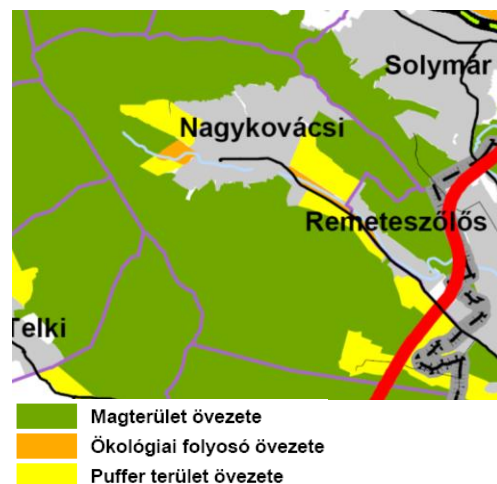 Solymár
Nagykovácsi
Remeteszőlős
Telki
Magterület övezete
Ökológiai folyosó övezete
Puffer terület övezete